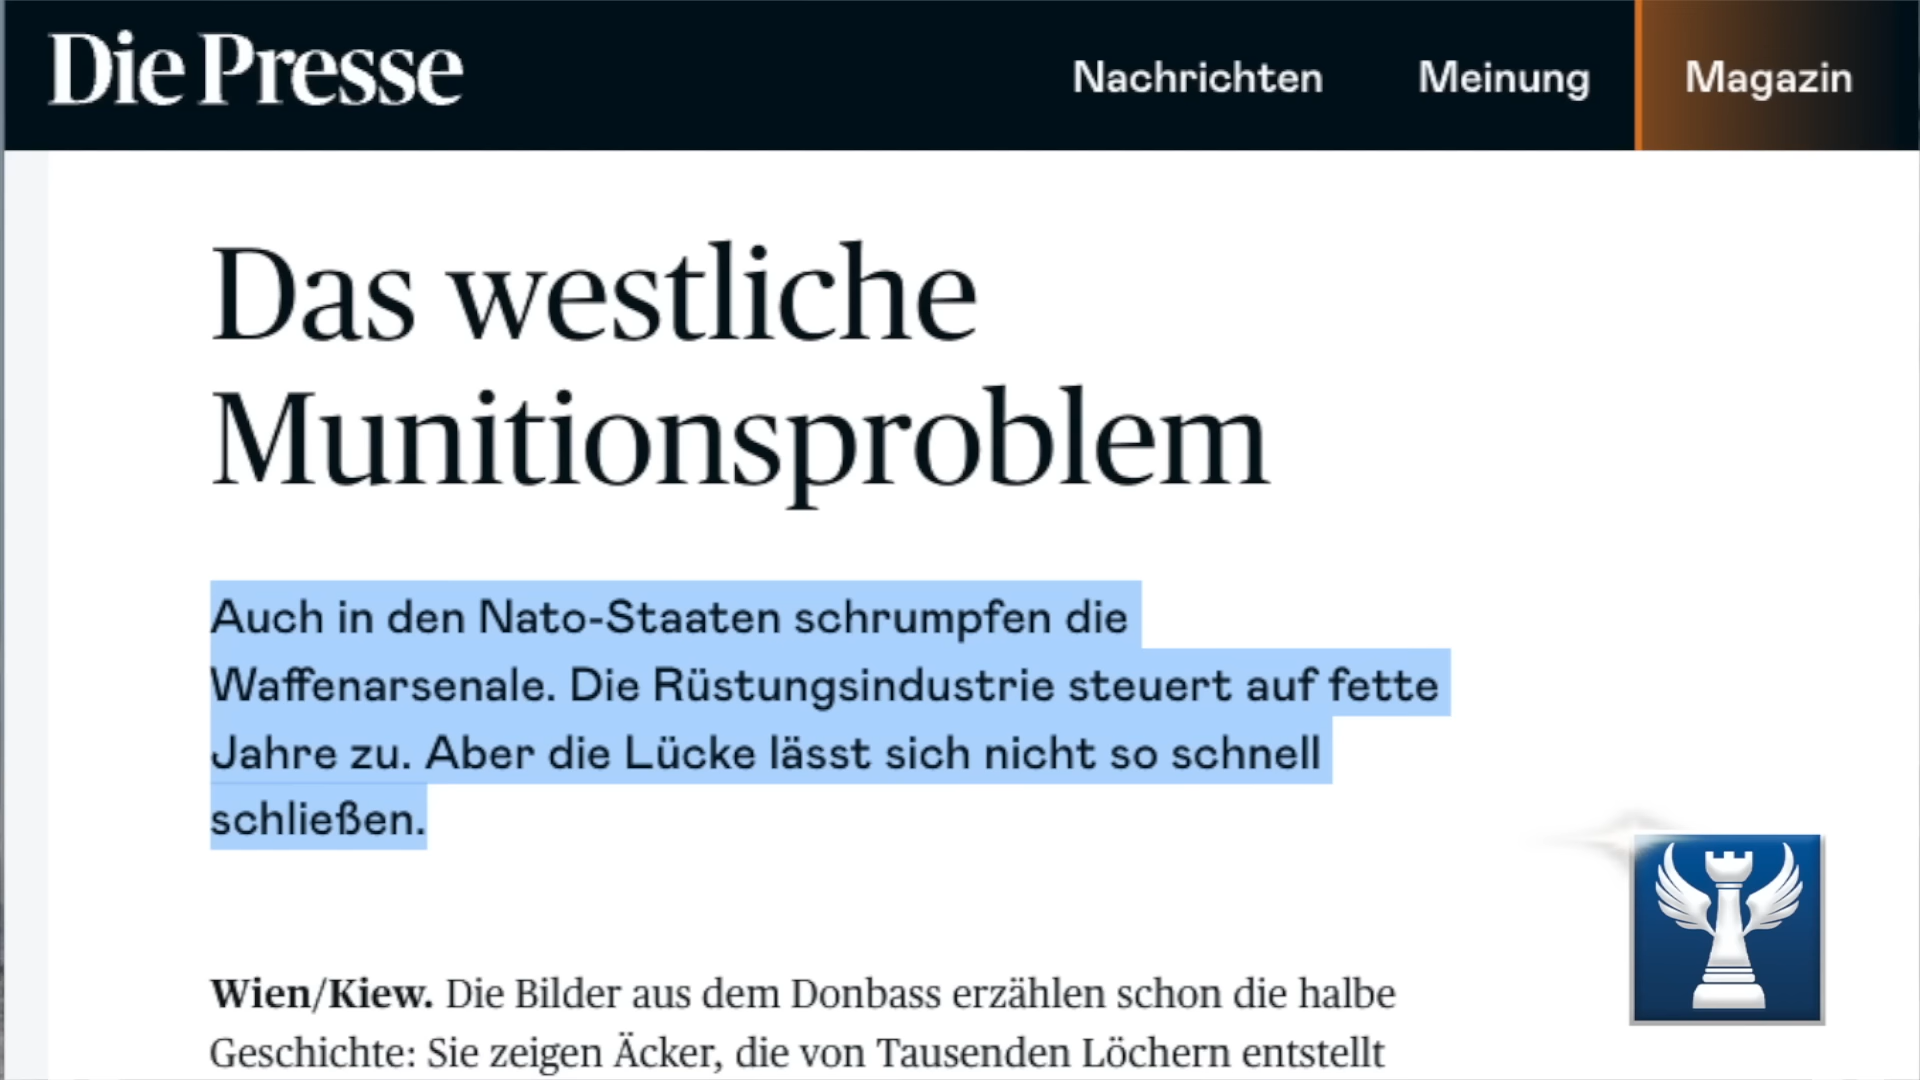 Die Presse
Nachrichten
Meinung
Magazin
Das westliche
Munitionsproblem
Auch in den Nato-Staaten schrumpfen die
Waffenarsenale. Die Rüstungsindustrie steuert auf fette
Jahre zu. Aber die Lücke lässt sich nicht so schnell
schließen.
Wien/Kiew. Die Bilder aus dem Donbass erzählen schon die halbe
Geschichte: Sie zeigen Äcker, die von Tausenden Löchern entstellt